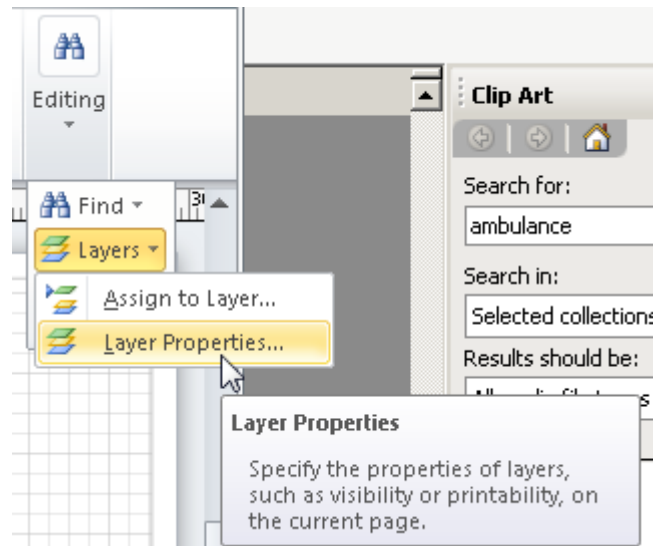 Editing
Find
Layers
Assign to Layer...
Layer Properties...
Layer Properties
Specify the properties of layers,
such as visibility or printability, on
the current page.
Clip Art
Search for:
ambulance
Search in:
Selected collections
Results should be: